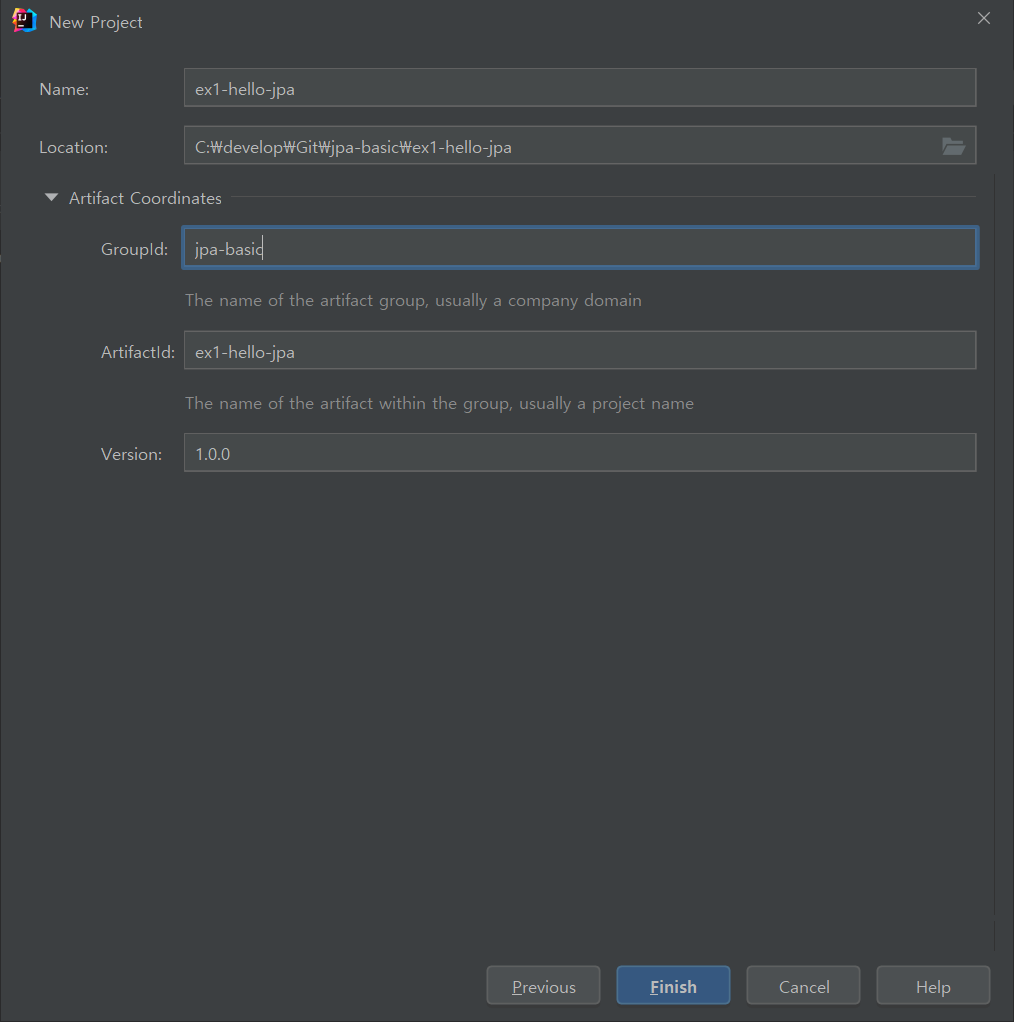 New Project
Name: ex1-hello-jpa
Location: C:₩develop₩Git₩jpa-basic₩ex1-hello-jpa
Artifact Coordinates
GroupId: jpa-basic
The name of the artifact group, usually a company domain
ArtifactId: ex1-hello-jpa
The name of the artifact within the group, usually a project name
Version: 1.0.0
Previous Finish Cancel Help